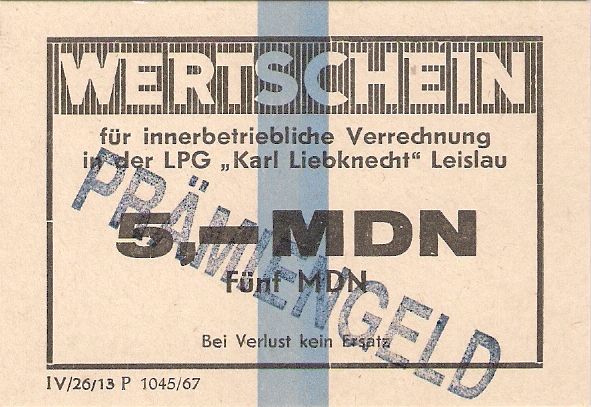 WERTSCHEIN
für innerbetriebliche Verrechnung
in der LPG „Karl Liebknecht" Leislau
5,—MDN
Fünf MDN
PRÄMIENGELD
Bei Verlust kein Ersatz
IV/26/13 P 1045/67